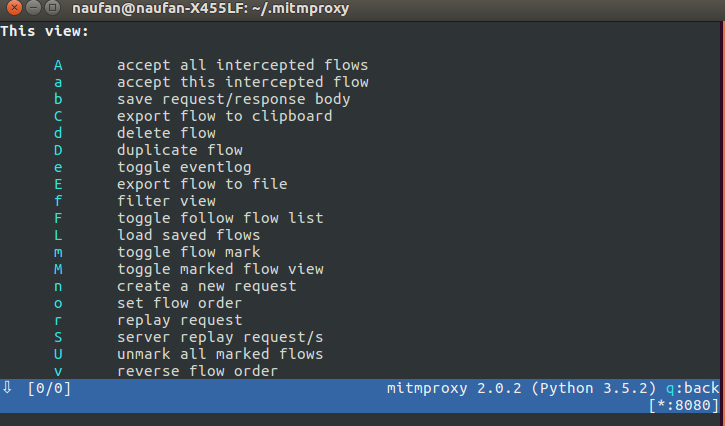 naufan@naufan-X455LF: ~/.mitmproxy
This view:
A accept all intercepted flows
a accept this intercepted flow
b save request/response body
C export flow to clipboard
d delete flow
D duplicate flow
e toggle eventlog
E export flow to file
f filter view
F toggle follow flow list
L load saved flows
m toggle flow mark
M toggle marked flow view
n create a new request
o set flow order
r replay request
S server replay request/s
U unmark all marked flows
v reverse flow order
⇩ [0/0] mitmproxy 2.0.2 (Python 3.5.2) q:back
[*:8080]